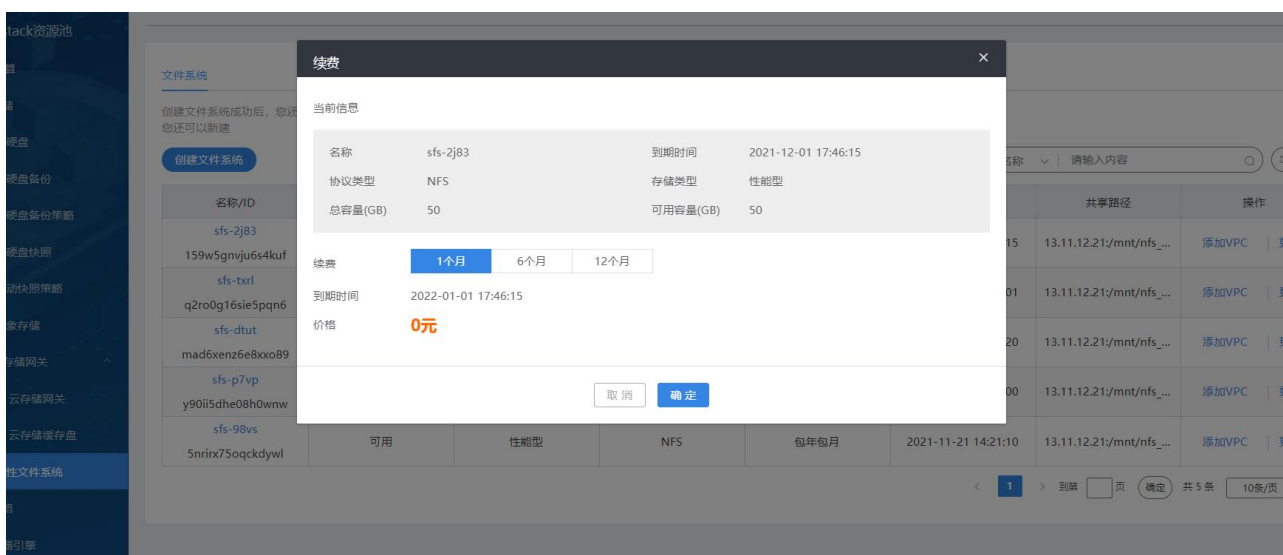 tack资源池
续费
文件系统
创建文件系统成功后，您还
您还可以新建
创建文件系统
当前信息
名称 sfs-2j83 到期时间 2021-12-01 17:46:15
协议类型 NFS 存储类型 性能型
总容量(GB) 50 可用容量(GB) 50
续费 1个月 6个月 12个月
到期时间 2022-01-01 17:46:15
价格 0元
取消 确定
硬盘
硬盘备份
硬盘备份策略
硬盘快照
动快照策略
象存储
存储网关
云存储网关
云存储缓存盘
性文件系统
器引擎
请输入内容
名称/ID 共享路径 操作
sfs-2j83
159w5gnvju6s4kuf 15 13.11.12.21:/mnt/nfs_... 添加VPC
sfs-txrl
q2ro0g16sie5pqn6 01 13.11.12.21:/mnt/nfs_... 添加VPC
sfs-dtut
mad6xenz6e8xxo89 20 13.11.12.21:/mnt/nfs_... 添加VPC
sfs-p7vp
y90ii5dhe08h0wnw 00 13.11.12.21:/mnt/nfs_... 添加VPC
sfs-98vs
5nrirx75oqckdywl 可用 性能型 NFS 包年包月 2021-11-21 14:21:10 13.11.12.21:/mnt/nfs_... 添加VPC
1 到第 页 确定 共 5 条 10条/页